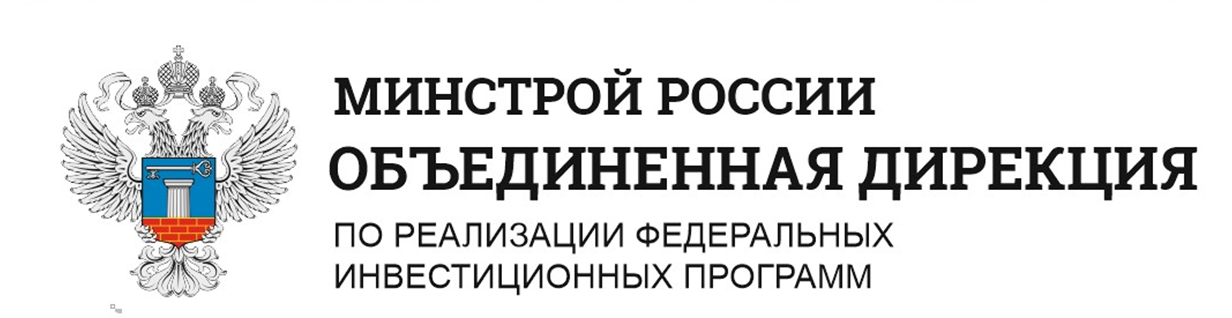 МИНСТРОЙ РОССИИ
ОБЪЕДИНЕННАЯ ДИРЕКЦИЯ
ПО РЕАЛИЗАЦИИ ФЕДЕРАЛЬНЫХ
ИНВЕСТИЦИОННЫХ ПРОГРАММ